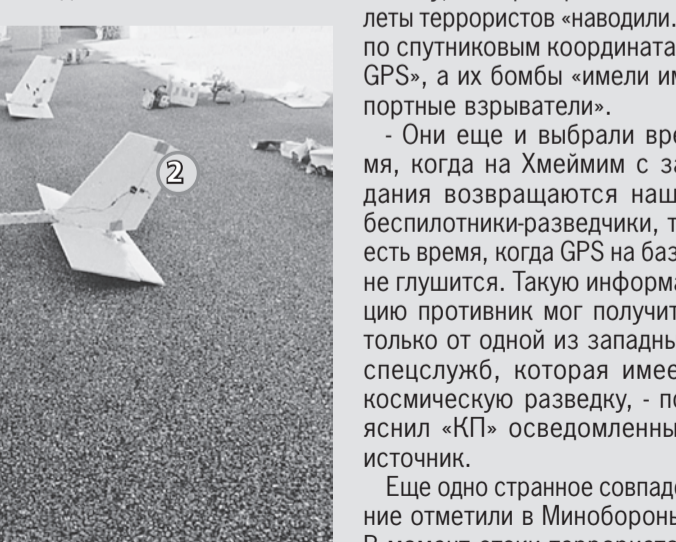 2
леты террористов «наводили
по спутниковым координата
GPS», а их бомбы «имели им
портные взрыватели».
- Они еще и выбрали вре
мя, когда на Хмеймим с за
дания возвращаются наш
беспилотники-разведчики, т
есть время, когда GPS на баз
не глушится. Такую информа
цию противник мог получит
только от одной из западны
спецслужб, которая имее
космическую разведку, - по
яснил «КП» осведомленны
источник.
Еще одно странное совпаде
ние отметили в Минобороны